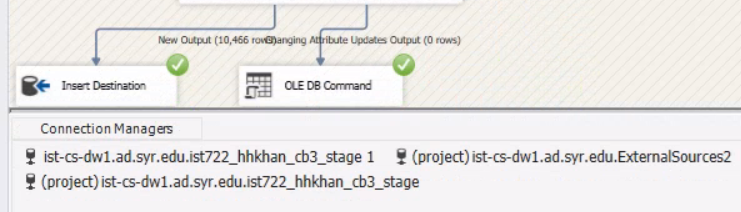 New Output (10,466 rows)
Changing Attribute Updates Output (0 rows)
Insert Destination
OLE DB Command
Connection Managers
ist-cs-dw1.ad.syr.edu.ist722_hhkhan_cb3_stage 1
(project) ist-cs-dw1.ad.syr.edu.ExternalSources2
(project) ist-cs-dw1.ad.syr.edu.ist722_hhkhan_cb3_stage